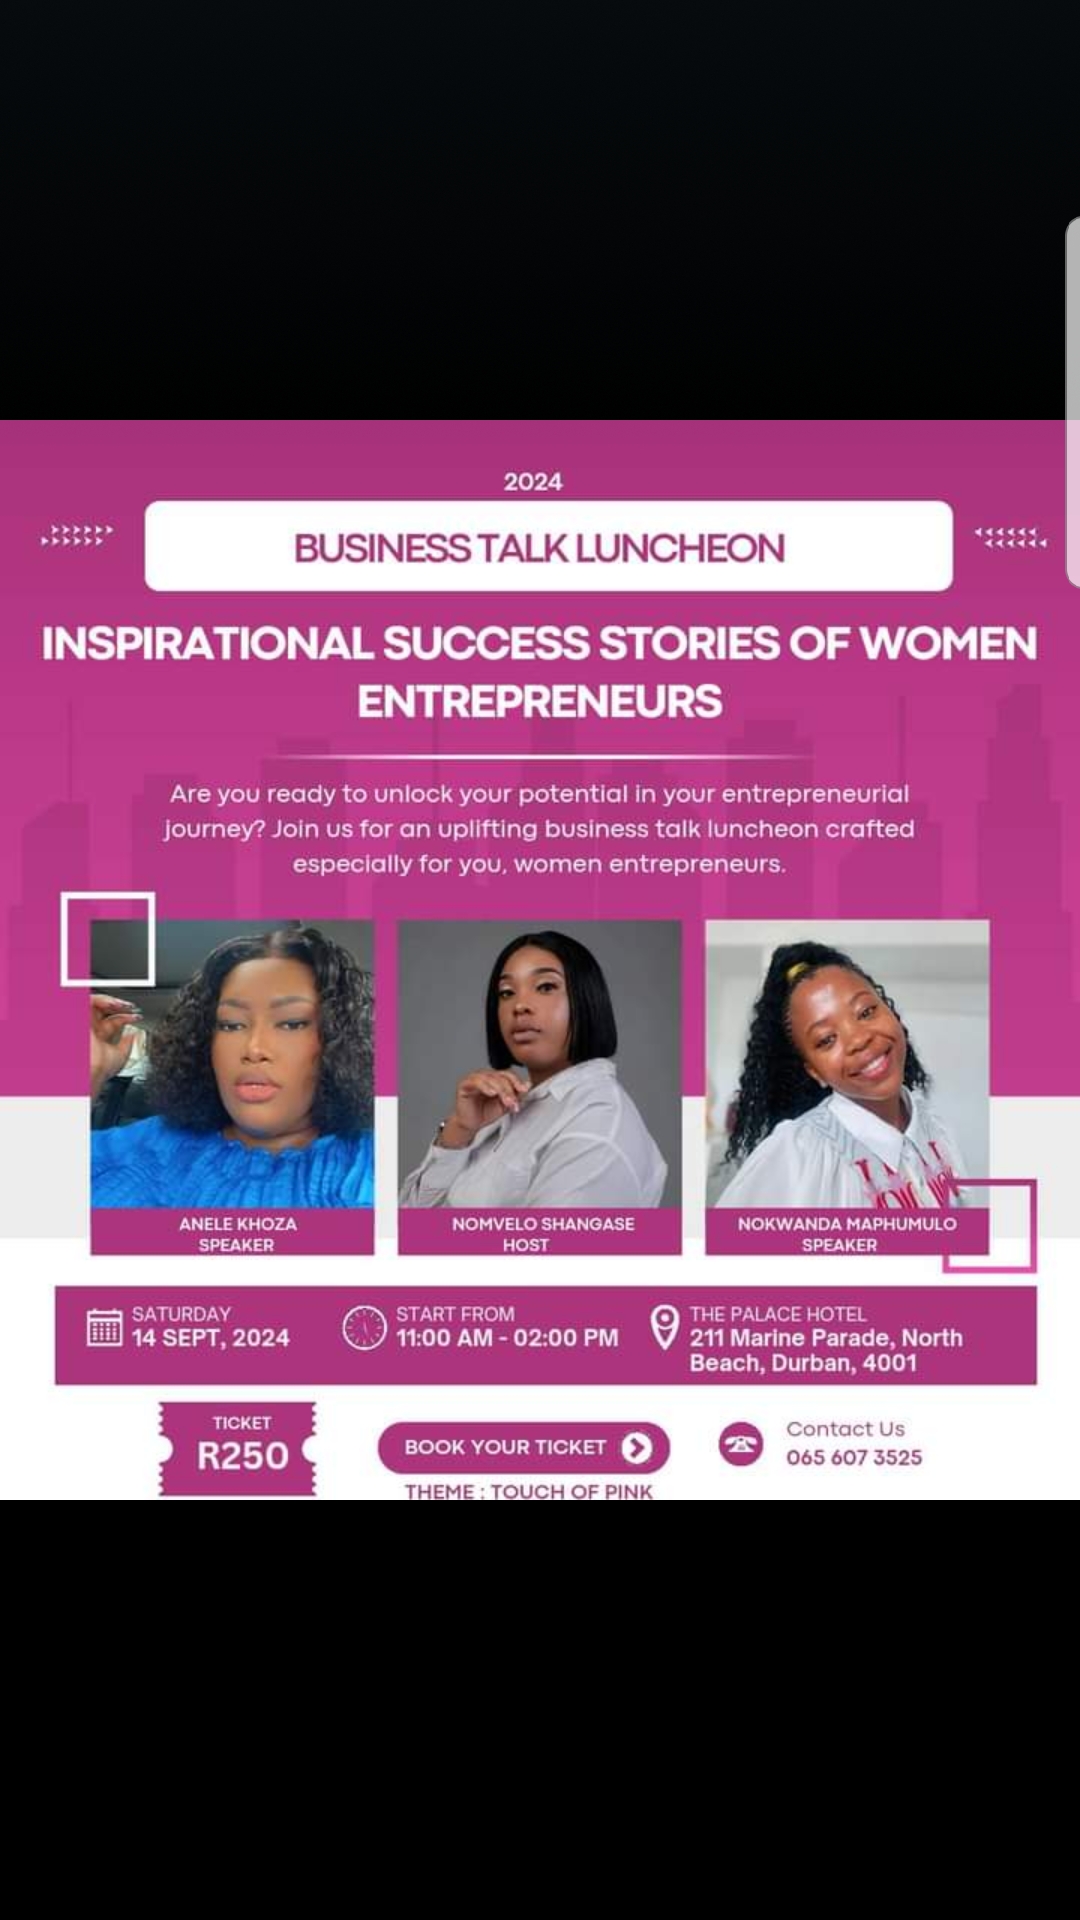 2024
BUSINESS TALK LUNCHEON
INSPIRATIONAL SUCCESS STORIES OF WOMEN
ENTREPRENEURS
Are you ready to unlock your potential in your entrepreneurial
journey? Join us for an uplifting business talk luncheon crafted
especially for you, women entrepreneurs.
ANELE KHOZA
SPEAKER
NOMVELO SHANGASE
HOST
NOKWANDA MAPHUMULO
SPEAKER
SATURDAY
14 SEPT, 2024
START FROM
11:00 AM - 02:00 PM
THE PALACE HOTEL
211 Marine Parade, North
Beach, Durban, 4001
TICKET
R250
BOOK YOUR TICKET
THEME : TOUCH OF PINK
Contact Us
065 607 3525